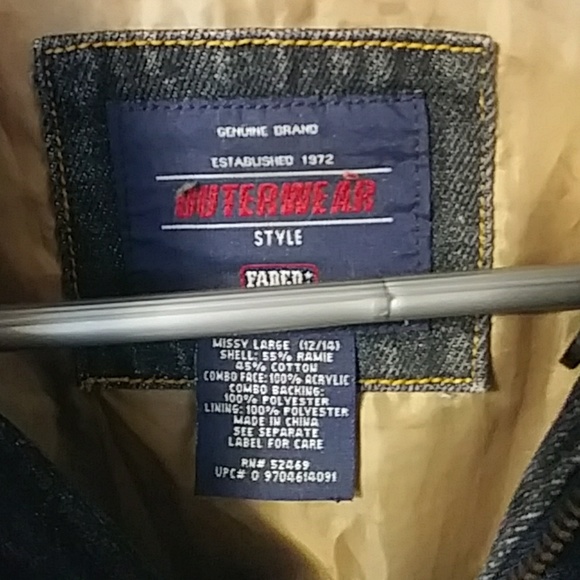 GENUINE BRAND
ESTABLISHED 1972
OUTERWEAR
STYLE
FADED
MISSY LARGE (12/14)
SHELL: 55% RAMIE
45% COTTON
COMBO FACE: 100% ACRYLIC
COMBO BACKING:
100% POLYESTER
LINING: 100% POLYESTER
MADE IN CHINA
SEE SEPARATE
LABEL FOR CARE
RN# 52469
UPC# 0 9704614091